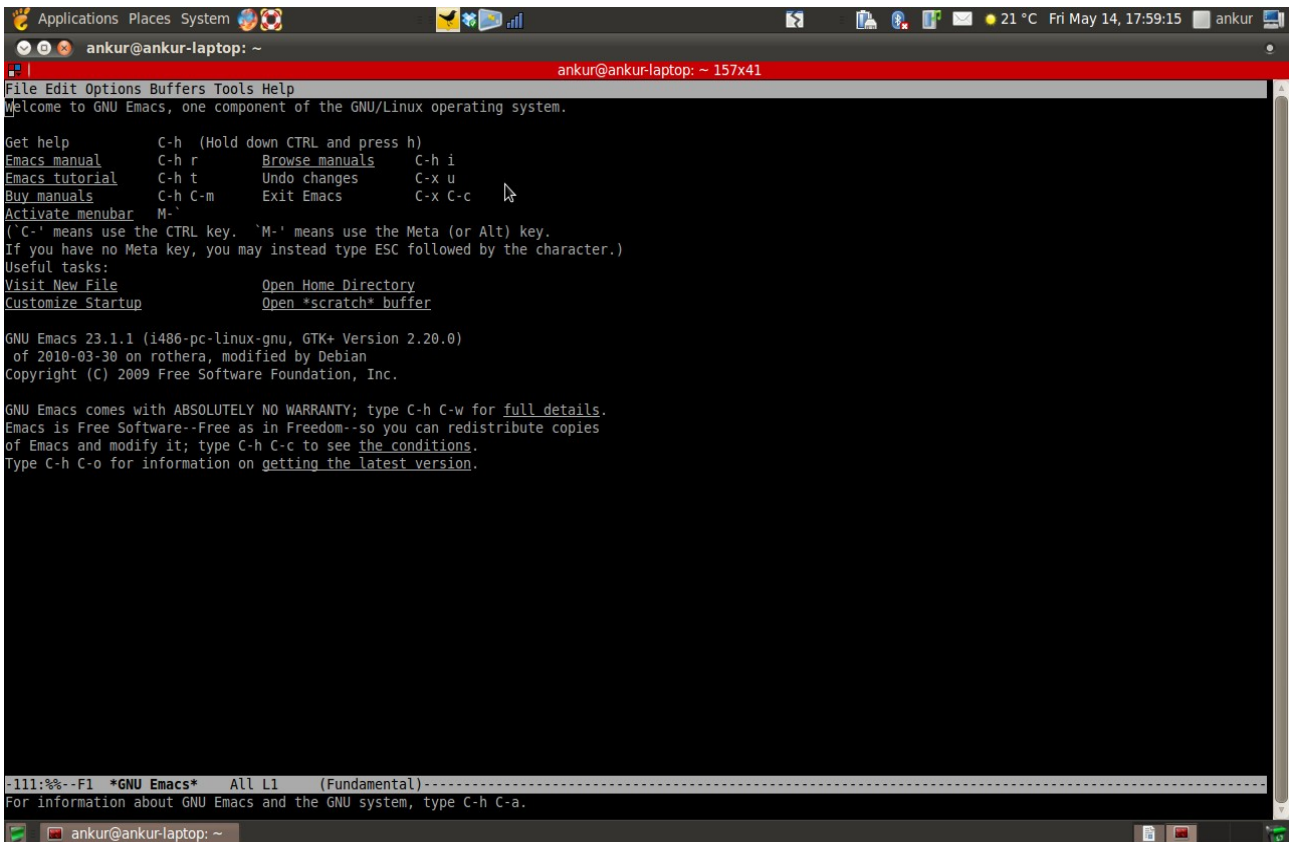 Applications Places System 21 °C Fri May 14, 17:59:15 ankur
ankur@ankur-laptop: ~
ankur@ankur-laptop: ~ 157x41
File Edit Options Buffers Tools Help
Welcome to GNU Emacs, one component of the GNU/Linux operating system.
Get help C-h (Hold down CTRL and press h)
Emacs manual C-h r Browse manuals C-h i
Emacs tutorial C-h t Undo changes C-x u
Buy manuals C-h C-m Exit Emacs C-x C-c
Activate menubar M-`
(`C-' means use the CTRL key. `M-' means use the Meta (or Alt) key.
If you have no Meta key, you may instead type ESC followed by the character.)
Useful tasks:
Visit New File Open Home Directory
Customize Startup Open *scratch* buffer
GNU Emacs 23.1.1 (i486-pc-linux-gnu, GTK+ Version 2.20.0)
of 2010-03-30 on rothera, modified by Debian
Copyright (C) 2009 Free Software Foundation, Inc.
GNU Emacs comes with ABSOLUTELY NO WARRANTY; type C-h C-w for full details.
Emacs is Free Software--Free as in Freedom--so you can redistribute copies
of Emacs and modify it; type C-h C-c to see the conditions.
Type C-h C-o for information on getting the latest version.
-111:%%--F1 *GNU Emacs* All L1 (Fundamental)----------------------------------------------------------------------------------------------------------
For information about GNU Emacs and the GNU system, type C-h C-a.
ankur@ankur-laptop: ~